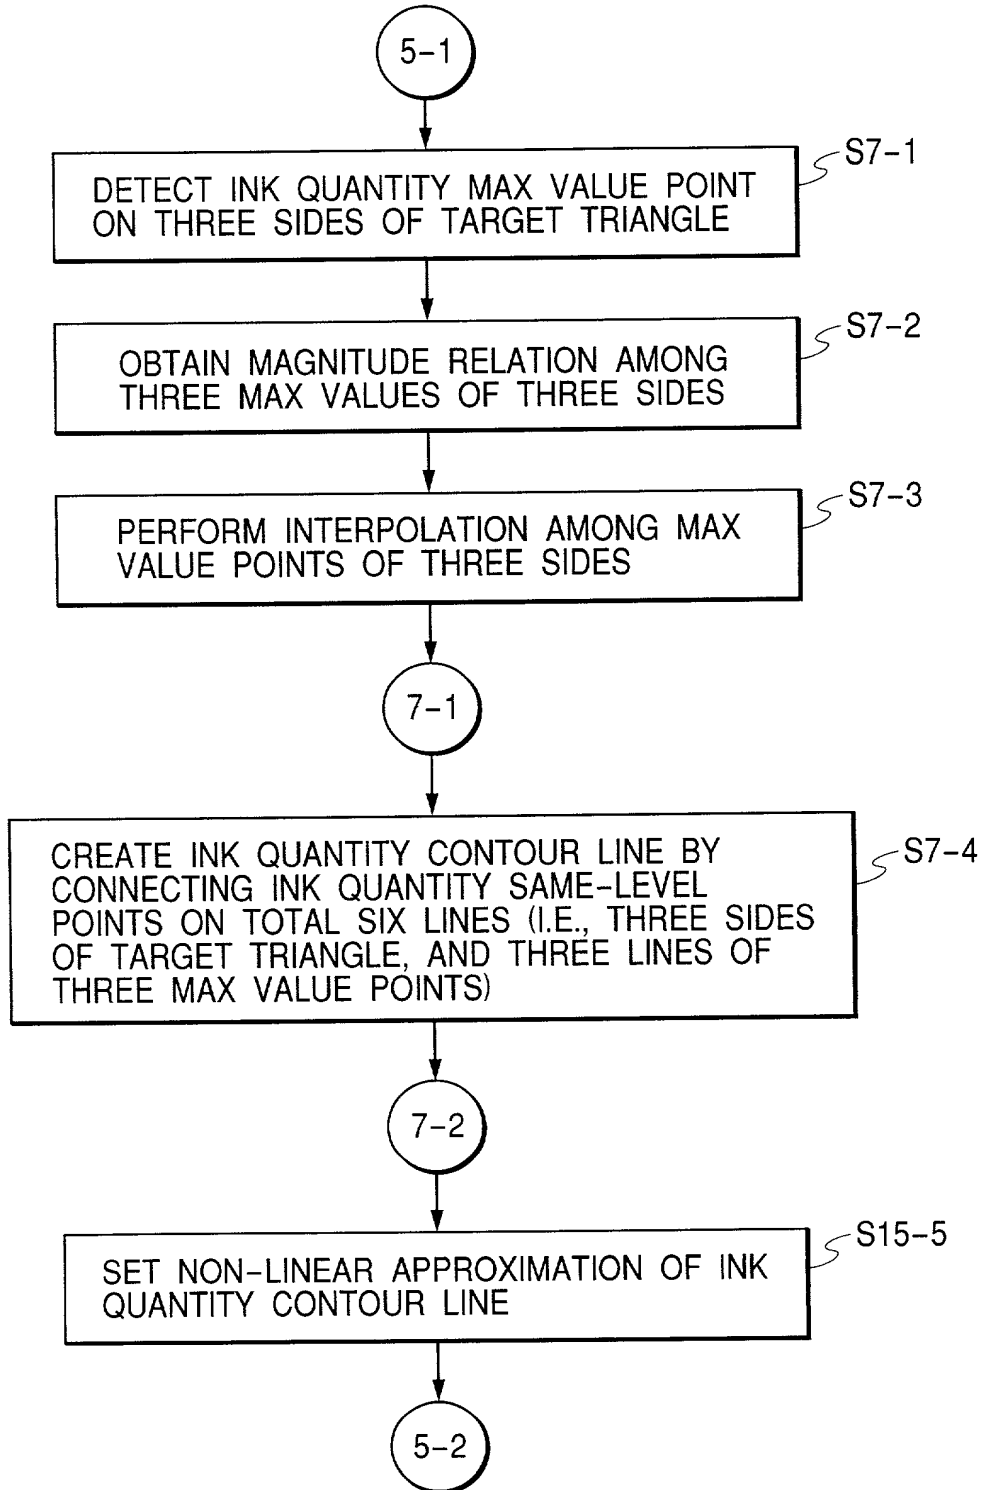 5-1
S7-1
DETECT INK QUANTITY MAX VALUE POINT
ON THREE SIDES OF TARGET TRIANGLE
S7-2
OBTAIN MAGNITUDE RELATION AMONG
THREE MAX VALUES OF THREE SIDES
S7-3
PERFORM INTERPOLATION AMONG MAX
VALUE POINTS OF THREE SIDES
7-1
S7-4
CREATE INK QUANTITY CONTOUR LINE BY
CONNECTING INK QUANTITY SAME-LEVEL
POINTS ON TOTAL SIX LINES (I.E., THREE SIDES
OF TARGET TRIANGLE, AND THREE LINES OF
THREE MAX VALUE POINTS)
7-2
S15-5
SET NON-LINEAR APPROXIMATION OF INK
QUANTITY CONTOUR LINE
5-2